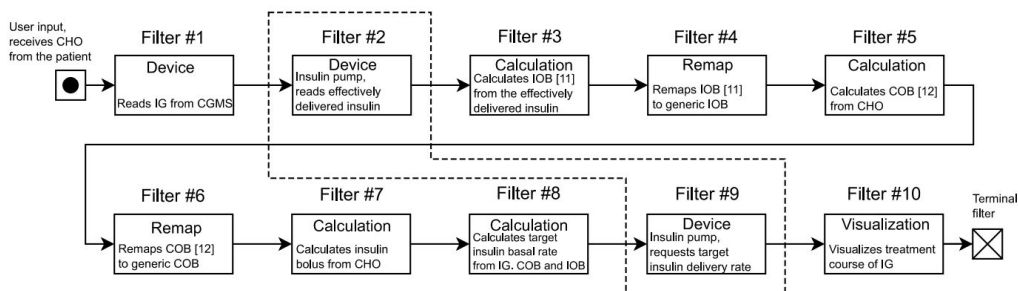 User input,
receives CHO
from the patient
Filter #1
Device
Reads IG from CGMS
Filter #2
Device
Insulin pump,
reads effectively
delivered insulin
Filter #3
Calculation
Calculates IOB [11]
from the effectively
delivered insulin
Filter #4
Remap
Remaps IOB [11]
to generic IOB
Filter #5
Calculation
Calculates COB [12]
from CHO
Filter #6
Remap
Remaps COB [12]
to generic COB
Filter #7
Calculation
Calculates insulin
bolus from CHO
Filter #8
Calculation
Calculates target
insulin basal rate
from IG. COB and IOB
Filter #9
Device
Insulin pump,
requests target
insulin delivery rate
Filter #10
Visualization
Visualizes treatment
course of IG
Terminal
filter